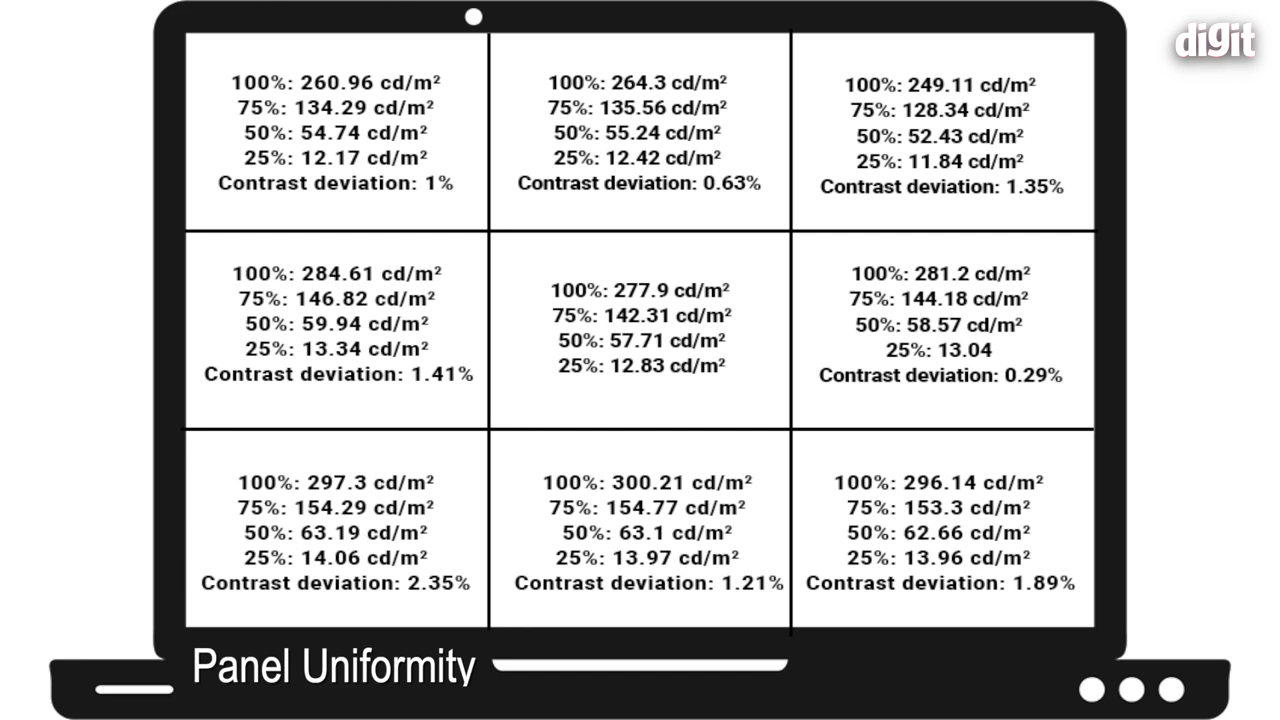 digit
100%: 260.96 cd/m²
75%: 134.29 cd/m²
50%: 54.74 cd/m²
25%: 12.17 cd/m²
Contrast deviation: 1%
100%: 264.3 cd/m²
75%: 135.56 cd/m²
50%: 55.24 cd/m²
25%: 12.42 cd/m²
Contrast deviation: 0.63%
100%: 249.11 cd/m²
75%: 128.34 cd/m²
50%: 52.43 cd/m²
25%: 11.84 cd/m²
Contrast deviation: 1.35%
100%: 284.61 cd/m²
75%: 146.82 cd/m²
50%: 59.94 cd/m²
25%: 13.34 cd/m²
Contrast deviation: 1.41%
100%: 277.9 cd/m²
75%: 142.31 cd/m²
50%: 57.71 cd/m²
25%: 12.83 cd/m²
100%: 281.2 cd/m²
75%: 144.18 cd/m²
50%: 58.57 cd/m²
25%: 13.04
Contrast deviation: 0.29%
100%: 297.3 cd/m²
75%: 154.29 cd/m²
50%: 63.19 cd/m²
25%: 14.06 cd/m²
Contrast deviation: 2.35%
100%: 300.21 cd/m²
75%: 154.77 cd/m²
50%: 63.1 cd/m²
25%: 13.97 cd/m²
Contrast deviation: 1.21%
100%: 296.14 cd/m²
75%: 153.3 cd/m²
50%: 62.66 cd/m²
25%: 13.96 cd/m²
Contrast deviation: 1.89%
Panel Uniformity